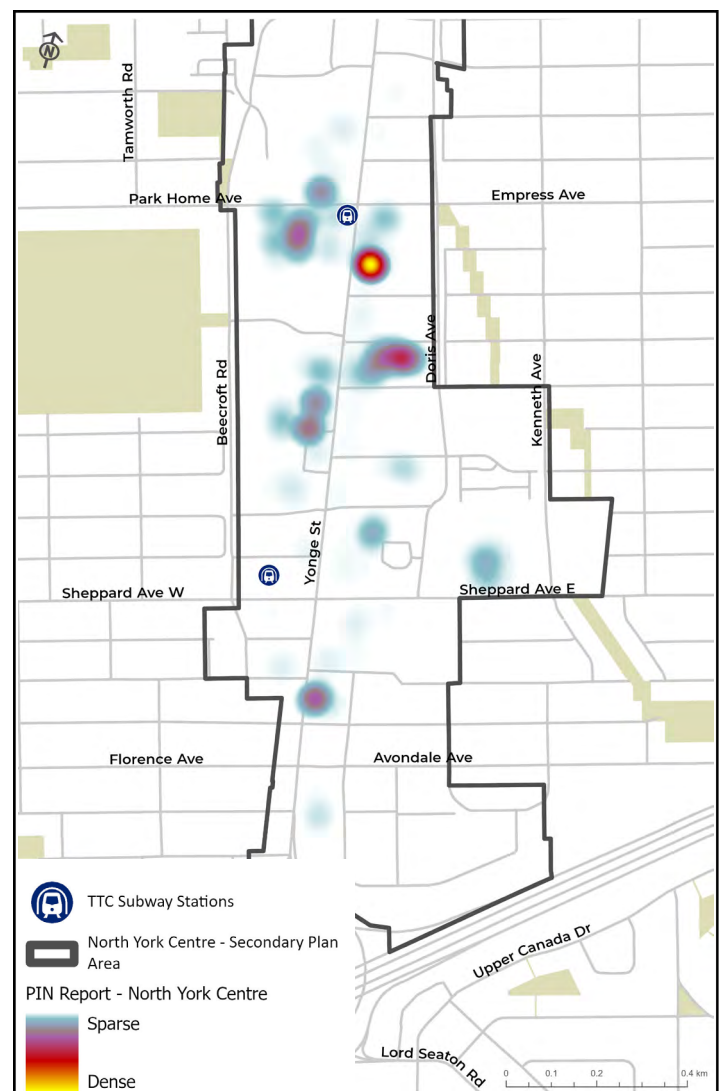 N
Tamworth Rd
Park Home Ave
Empress Ave
Doris Ave
Beecroft Rd
Kenneth Ave
Yonge St
Sheppard Ave W
Sheppard Ave E
Florence Ave
Avondale Ave
TTC Subway Stations
North York Centre - Secondary Plan
Area
PIN Report - North York Centre
Sparse
Dense
Upper Canada Dr
Lord Seaton Rd
0 0.1 0.2 0.4 km